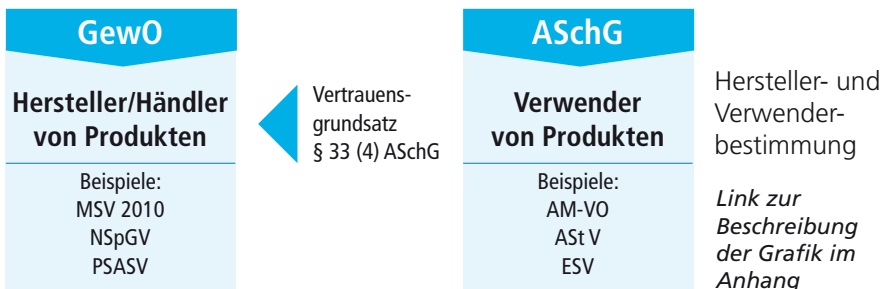 GewO
Hersteller/Händler
von Produkten
Beispiele:
MSV 2010
NSpGV
PSASV
Vertrauens-
grundsatz
§ 33 (4) ASchG
ASchG
Verwender
von Produkten
Beispiele:
AM-VO
ASt V
ESV
Hersteller- und
Verwender-
bestimmung
Link zur
Beschreibung
der Grafik im
Anhang